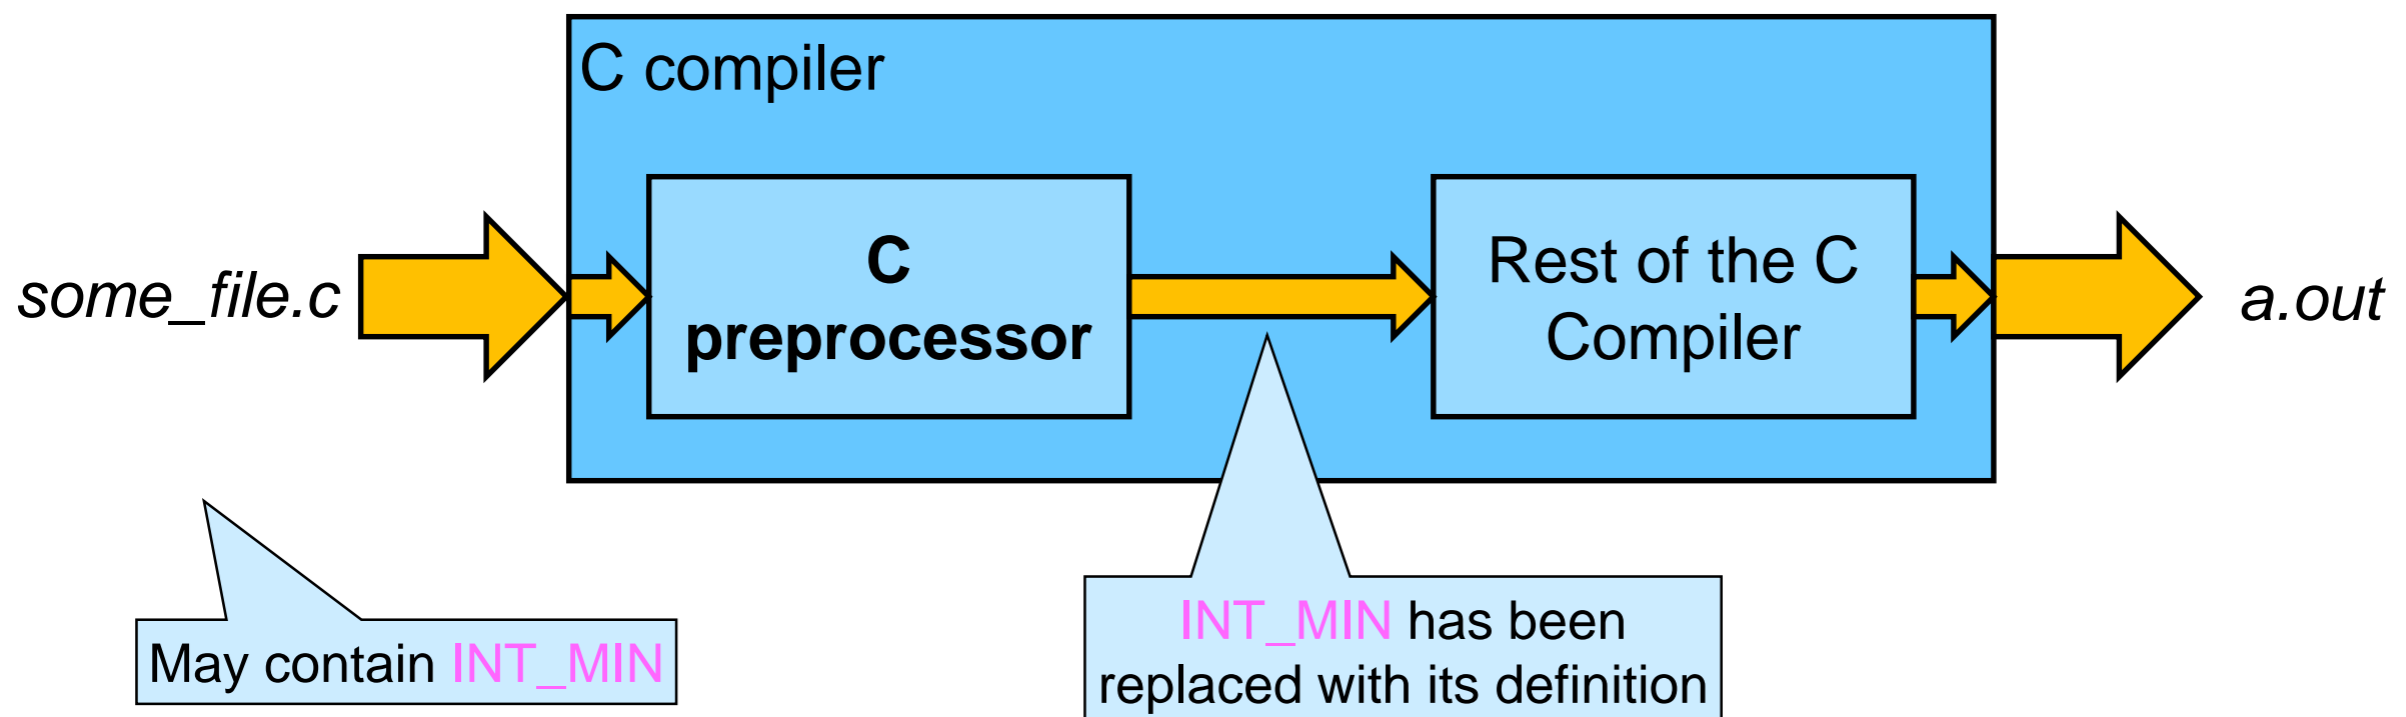 C compiler
some_file.c
C
preprocessor
Rest of the C
Compiler
a.out
May contain INT_MIN
INT_MIN has been
replaced with its definition